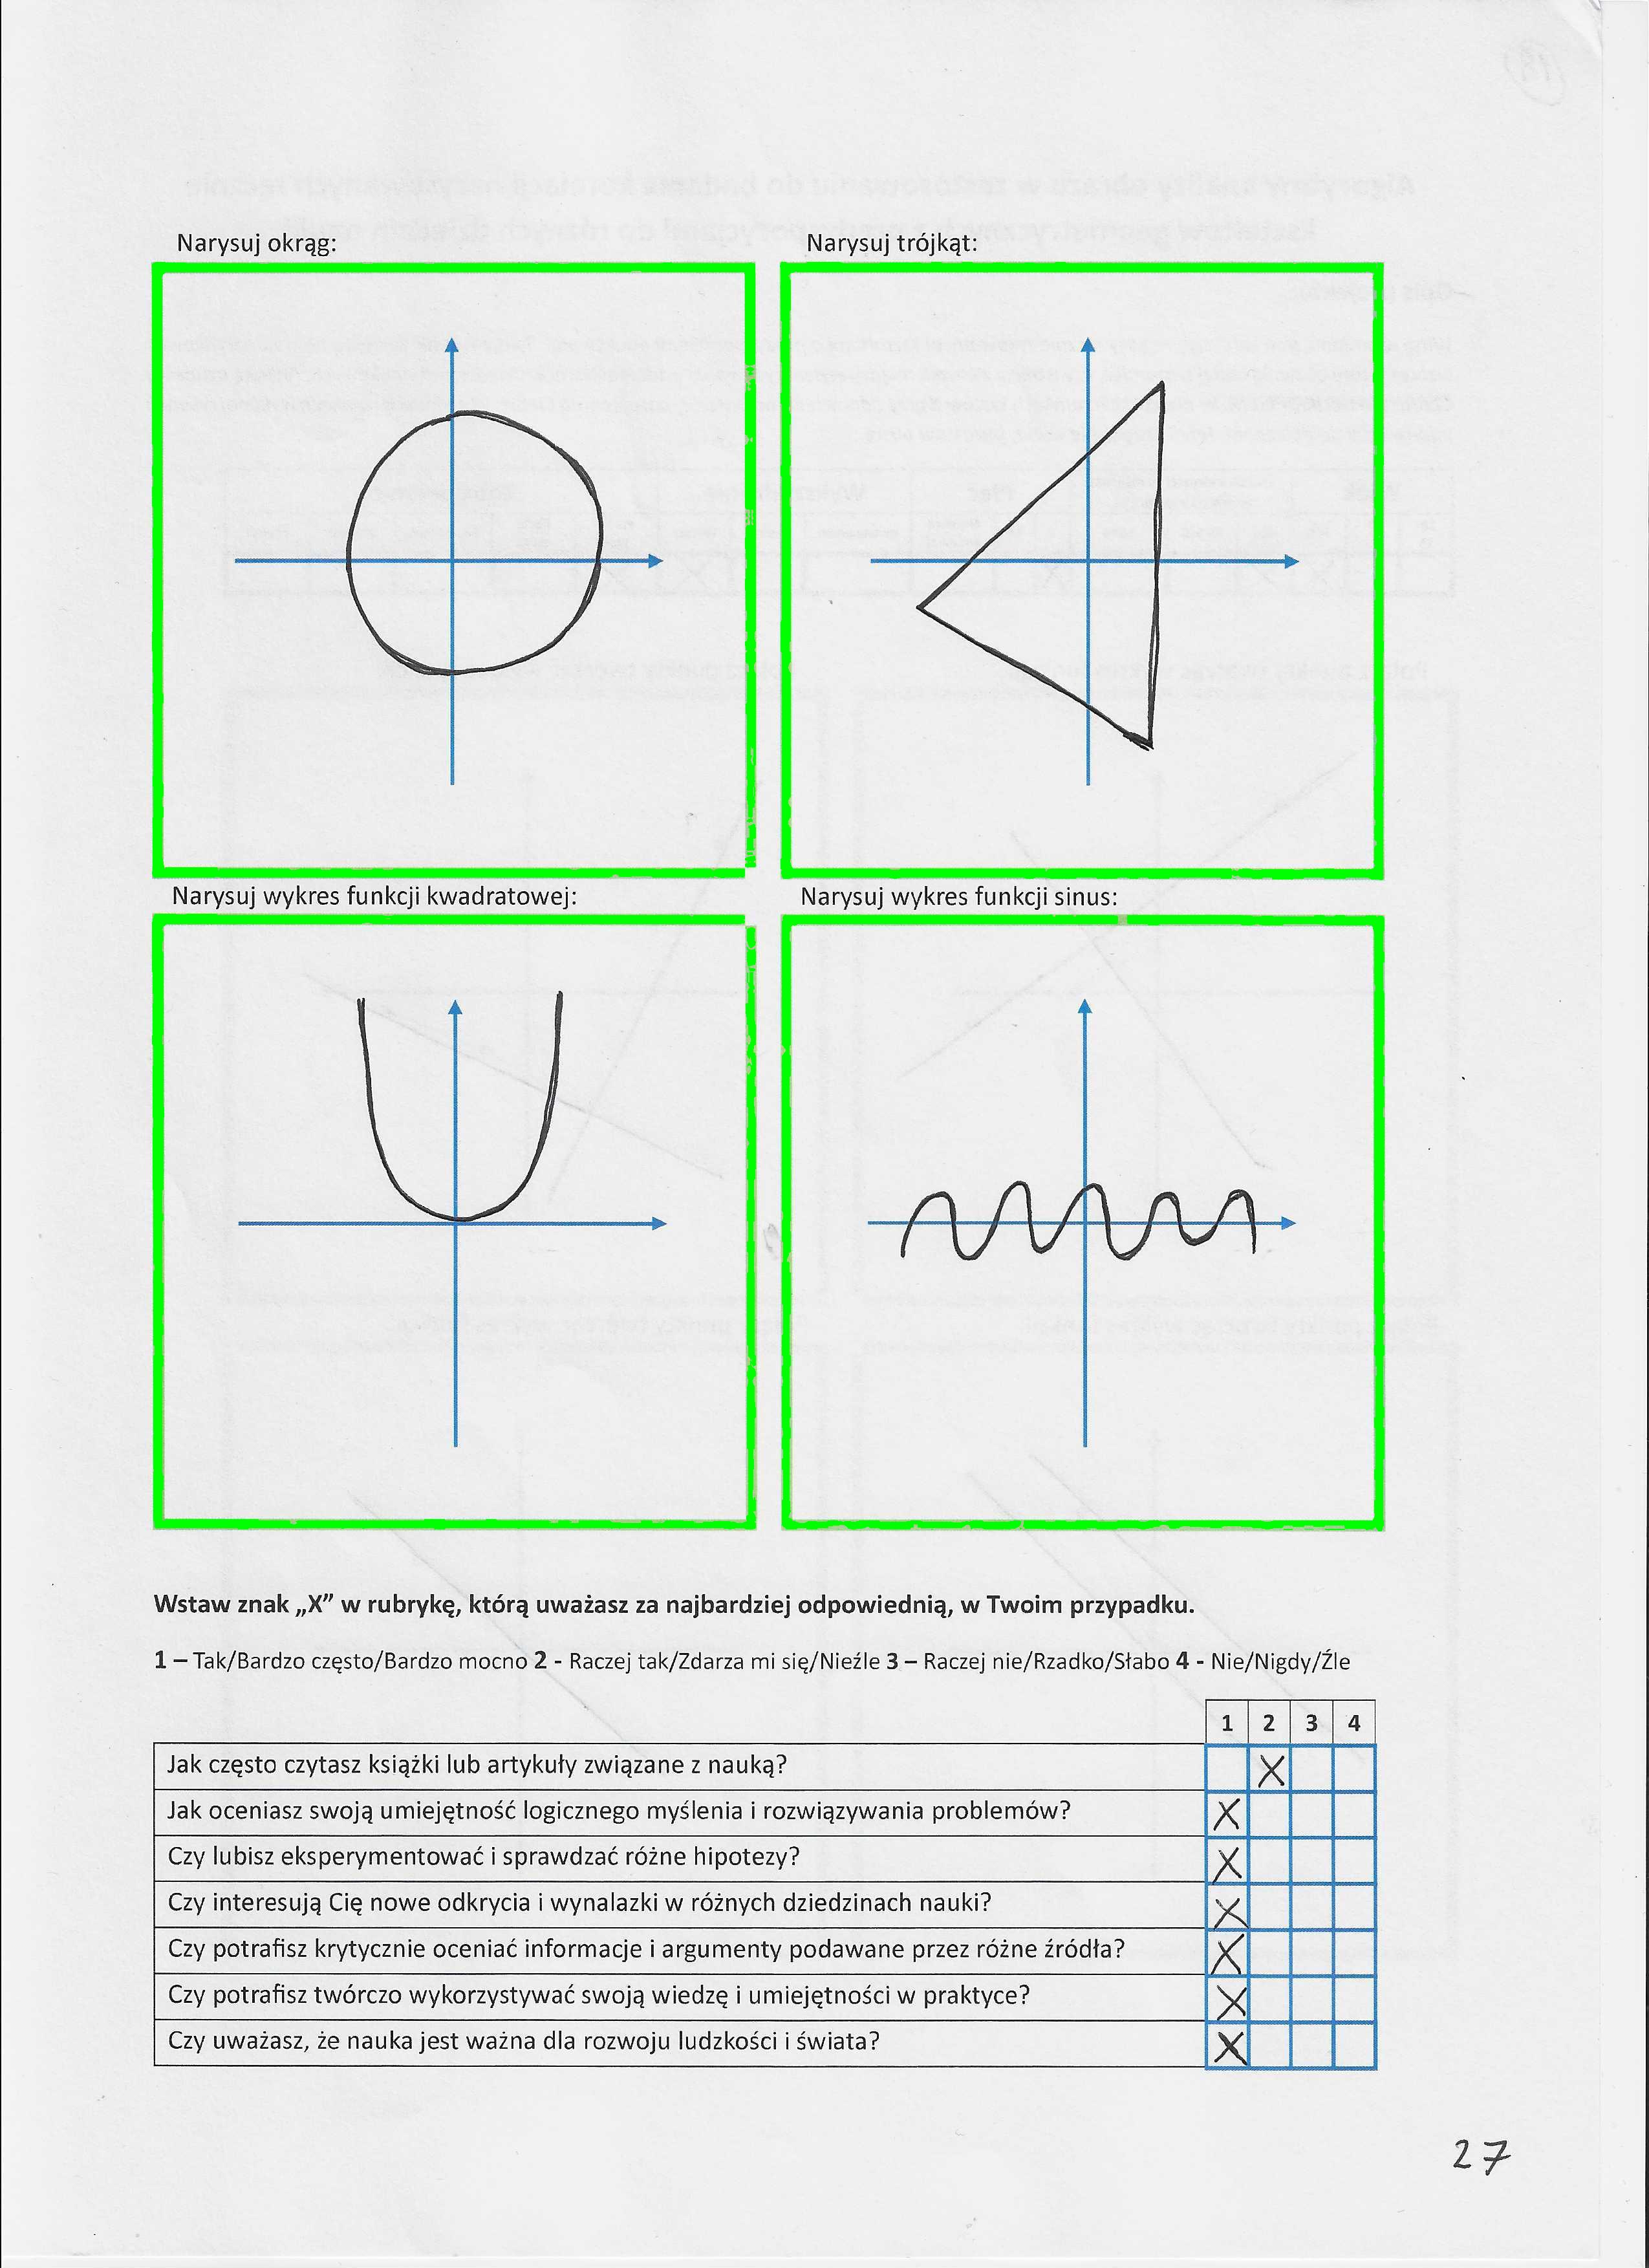 Narysuj okrąg:
Narysuj trójkąt:
Narysuj wykres funkcji kwadratowej:
Narysuj wykres funkcji sinus:
Wstaw znak „X” w rubrykę, którą uważasz za najbardziej odpowiednią, w Twoim przypadku.
1 – Tak/Bardzo często/Bardzo mocno 2 - Raczej tak/Zdarza mi się/Nieźle 3 – Raczej nie/Rzadko/Słabo 4 - Nie/Nigdy/Źle
1 2 3 4
Jak często czytasz książki lub artykuły związane z nauką? X
Jak oceniasz swoją umiejętność logicznego myślenia i rozwiązywania problemów? X
Czy lubisz eksperymentować i sprawdzać różne hipotezy? X
Czy interesują Cię nowe odkrycia i wynalazki w różnych dziedzinach nauki? X
Czy potrafisz krytycznie oceniać informacje i argumenty podawane przez różne źródła? X
Czy potrafisz twórczo wykorzystywać swoją wiedzę i umiejętności w praktyce? X
Czy uważasz, że nauka jest ważna dla rozwoju ludzkości i świata? X
27